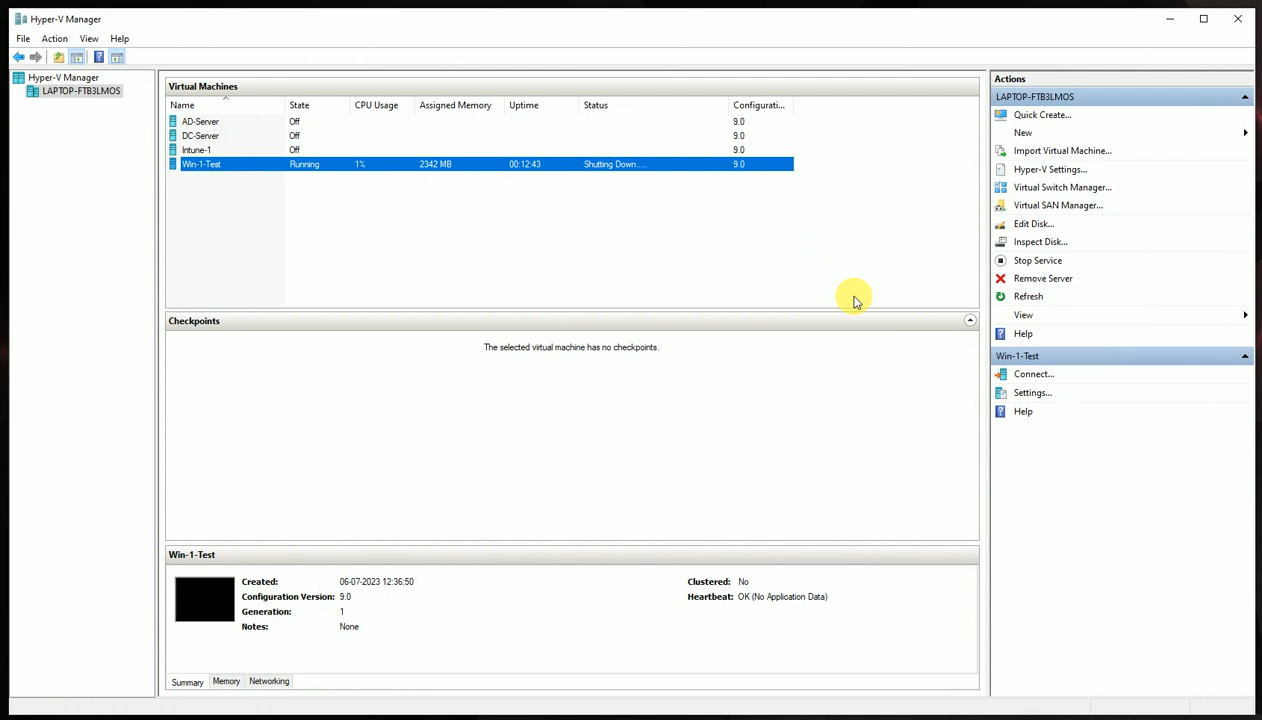 Hyper-V Manager
File Action View Help
Hyper-V Manager
LAPTOP-FTB3LMOS
Virtual Machines
Name State CPU Usage Assigned Memory Uptime Status Configurati...
AD-Server Off 9.0
DC-Server Off 9.0
Intune-1 Off 9.0
Win-1-Test Running 1% 2342 MB 00:12:43 Shutting Down..... 9.0
Checkpoints
The selected virtual machine has no checkpoints.
Win-1-Test
Created: 06-07-2023 12:36:50 Clustered: No
Configuration Version: 9.0 Heartbeat: OK (No Application Data)
Generation: 1
Notes: None
Summary Memory Networking
Actions
LAPTOP-FTB3LMOS
Quick Create...
New
Import Virtual Machine...
Hyper-V Settings...
Virtual Switch Manager...
Virtual SAN Manager...
Edit Disk...
Inspect Disk...
Stop Service
Remove Server
Refresh
View
Help
Win-1-Test
Connect...
Settings...
Help